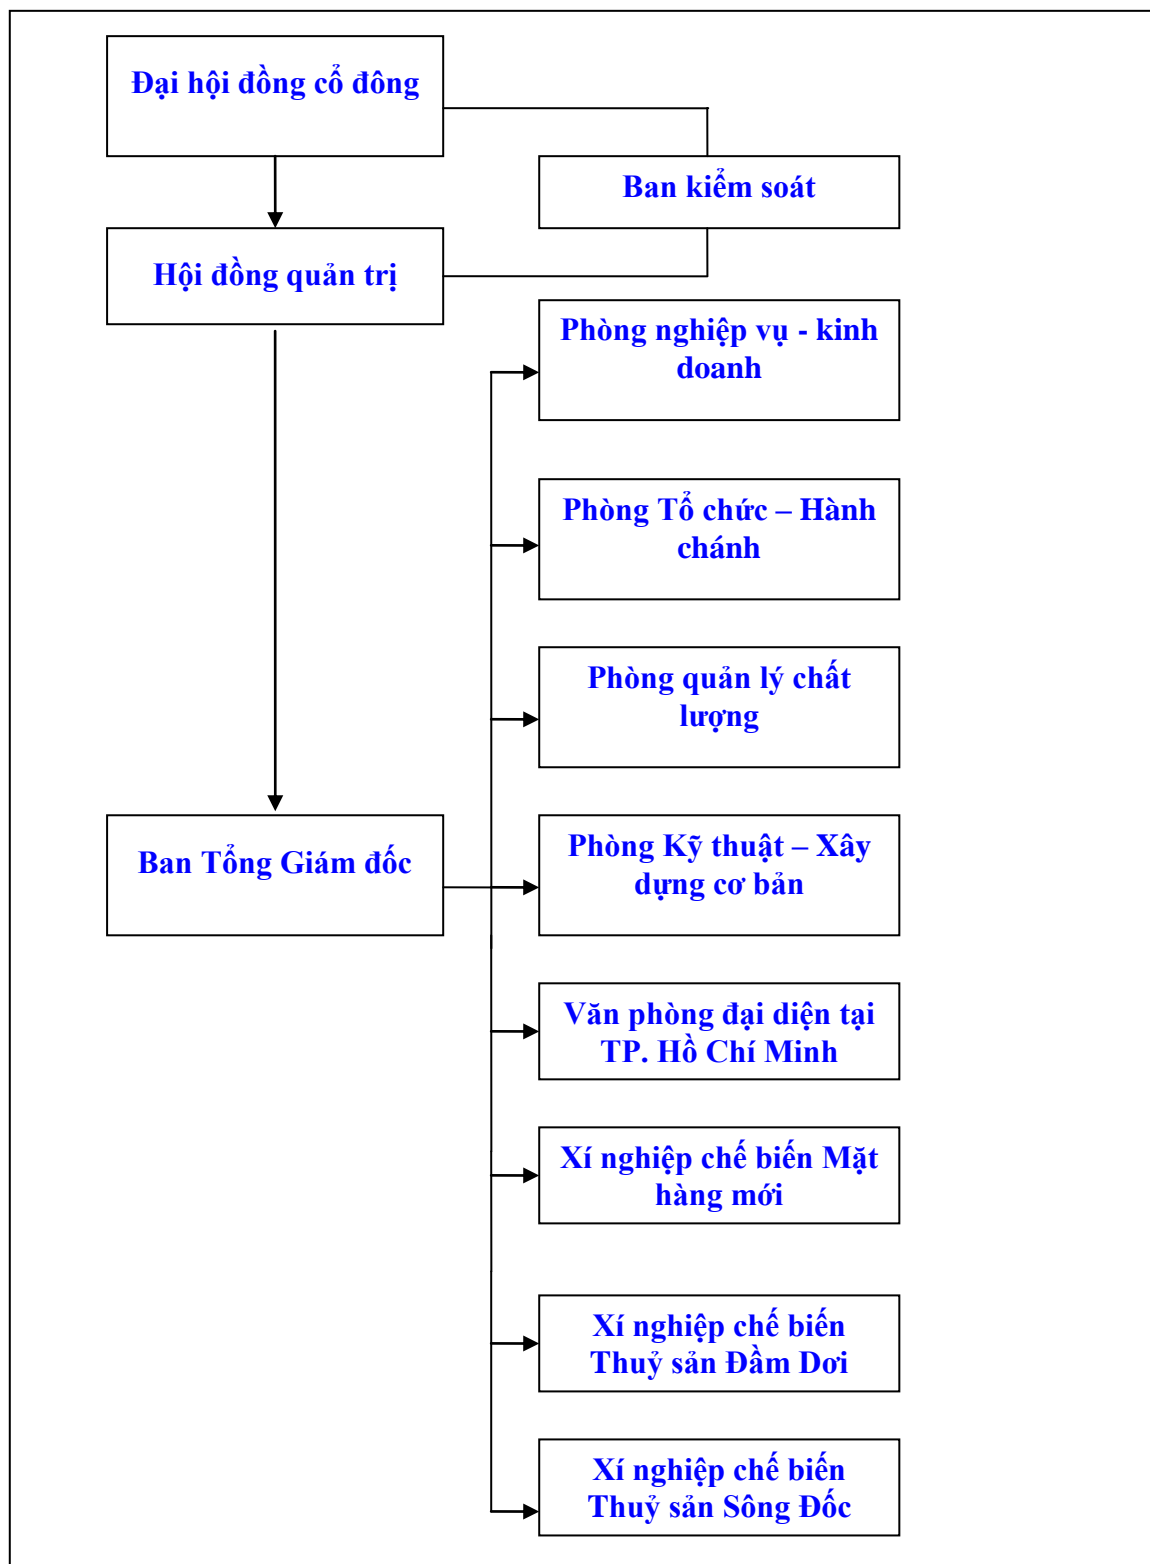 Đại hội đồng cổ đông
Ban kiểm soát
Hội đồng quản trị
Phòng nghiệp vụ - kinh
doanh
Phòng Tổ chức – Hành
chánh
Phòng quản lý chất
lượng
Ban Tổng Giám đốc
Phòng Kỹ thuật – Xây
dựng cơ bản
Văn phòng đại diện tại
TP. Hồ Chí Minh
Xí nghiệp chế biến Mặt
hàng mới
Xí nghiệp chế biến
Thuỷ sản Đầm Dơi
Xí nghiệp chế biến
Thuỷ sản Sông Đốc